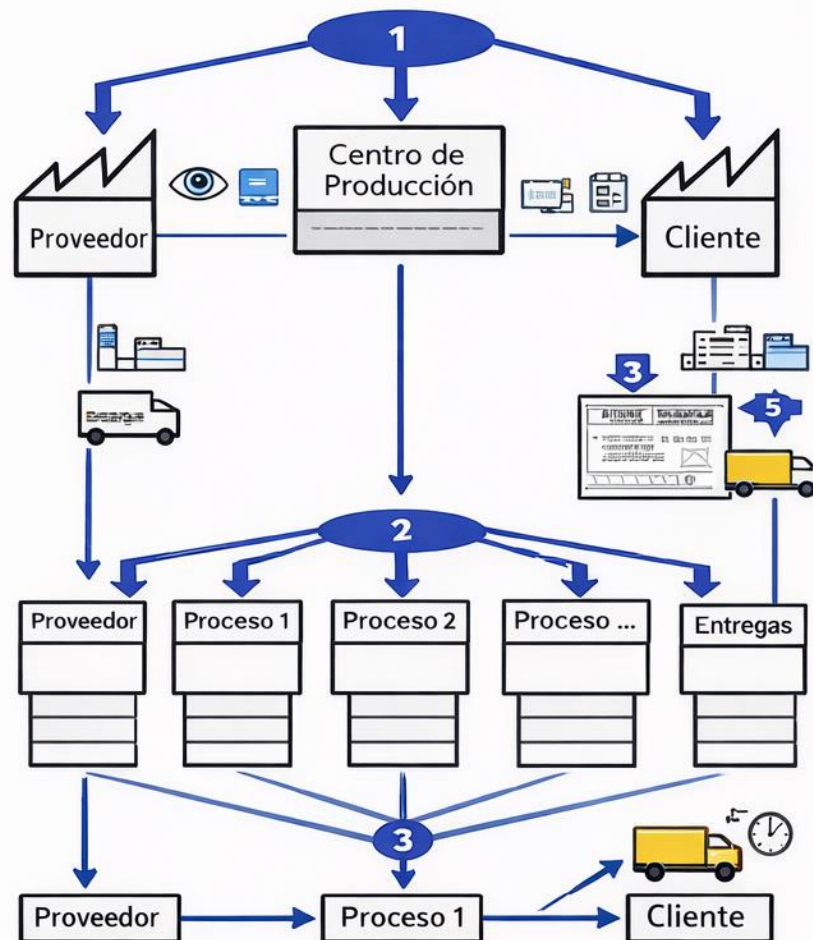 1
Centro de
Producción
Proveedor
Cliente
3
5
2
Proveedor
Proceso 1
Proceso 2
Proceso ...
Entregas
3
Proveedor
Proceso 1
Cliente